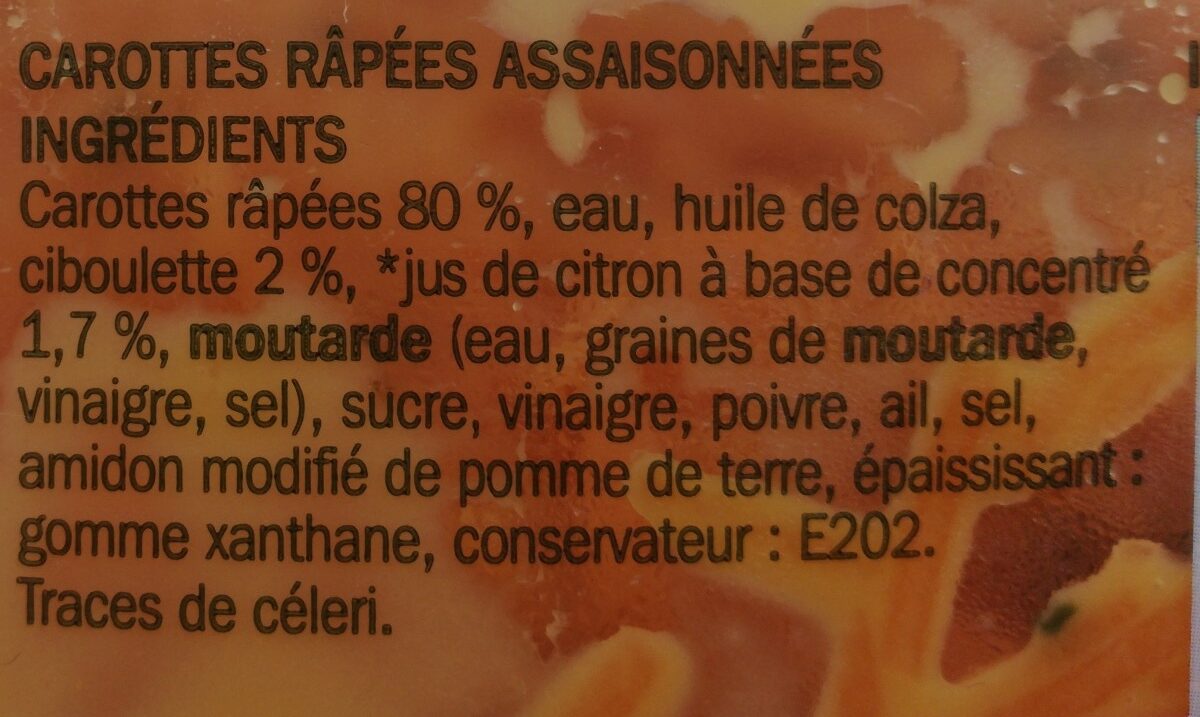 CAROTTES RÂPÉES ASSAISONNÉES
INGRÉDIENTS
Carottes râpées 80 %, eau, huile de colza,
ciboulette 2 %, *jus de citron à base de concentré
1,7 %, moutarde (eau, graines de moutarde,
vinaigre, sel), sucre, vinaigre, poivre, ail, sel,
amidon modifié de pomme de terre, épaississant :
gomme xanthane, conservateur : E202.
Traces de céleri.